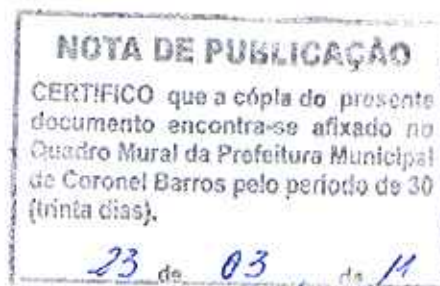 NOTA DE PUBLICAÇÃO
CERTIFICO que a cópia do presente
documento encontra-se afixado no
Quadro Mural da Prefeitura Municipal
de Coronel Barros pelo período de 30
(trinta dias).
23 de 03 de 11